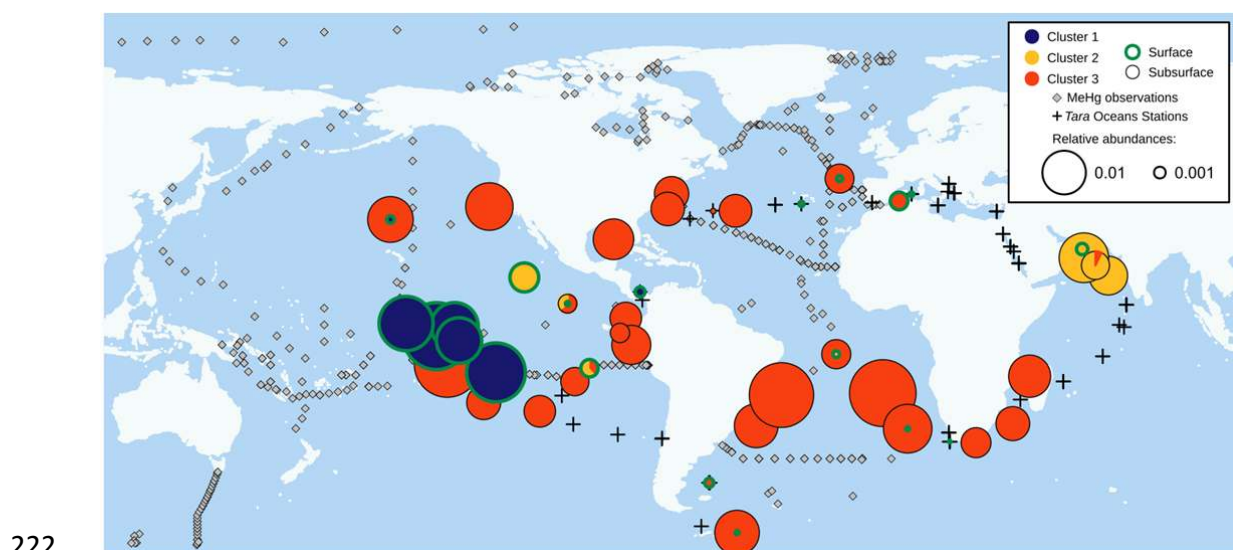 Cluster 1
Cluster 2
Cluster 3
Surface
Subsurface
MeHg observations
Tara Oceans Stations
Relative abundances:
0.01 0.001
222